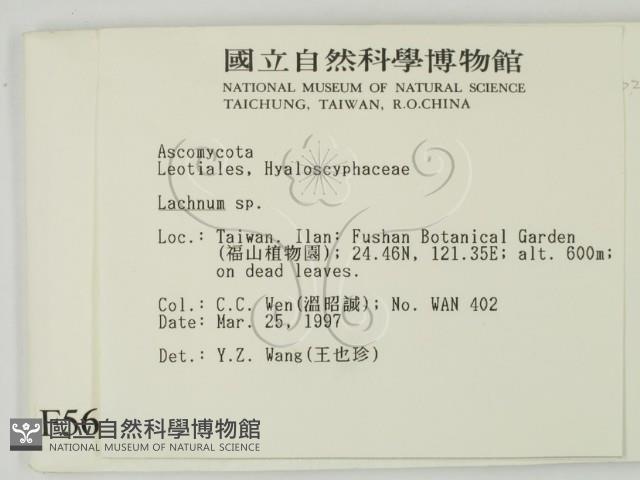 國立自然科學博物館
NATIONAL MUSEUM OF NATURAL SCIENCE
TAICHUNG, TAIWAN, R.O.CHINA
Ascomycota
Leotiales, Hyaloscyphaceae
Lachnum sp.
Loc.: Taiwan. Ilan: Fushan Botanical Garden
(福山植物園); 24.46N, 121.35E; alt. 600m;
on dead leaves.
Col.: C.C. Wen(溫昭誠); No. WAN 402
Date: Mar. 25, 1997
Det.: Y.Z. Wang(王也珍)
F56
國立自然科學博物館
NATIONAL MUSEUM OF NATURAL SCIENCE